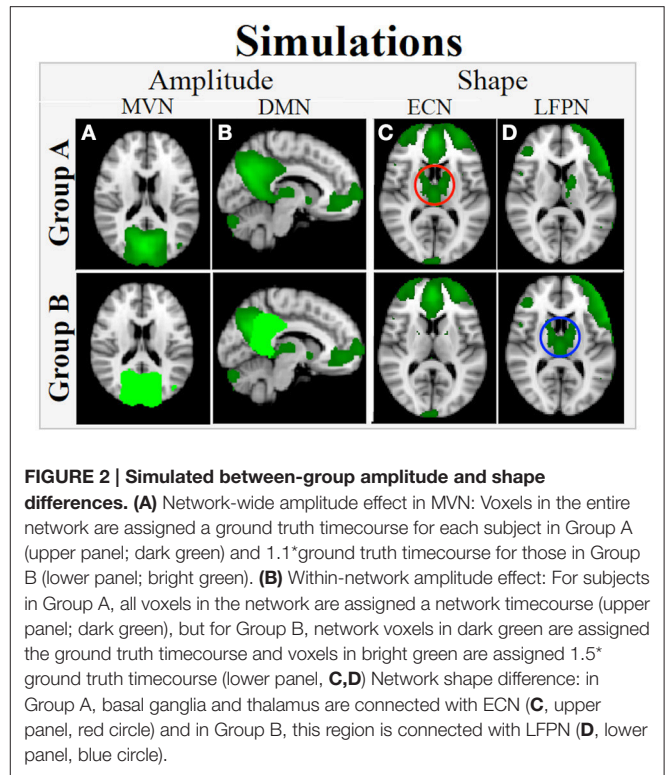 Simulations
Amplitude Shape
MVN DMN ECN LFPN
A B C D
Group A
Group B
FIGURE 2 | Simulated between-group amplitude and shape
differences. (A) Network-wide amplitude effect in MVN: Voxels in the entire
network are assigned a ground truth timecourse for each subject in Group A
(upper panel; dark green) and 1.1*ground truth timecourse for those in Group
B (lower panel; bright green). (B) Within-network amplitude effect: For subjects
in Group A, all voxels in the network are assigned a network timecourse (upper
panel; dark green), but for Group B, network voxels in dark green are assigned
the ground truth timecourse and voxels in bright green are assigned 1.5*
ground truth timecourse (lower panel, C,D) Network shape difference: in
Group A, basal ganglia and thalamus are connected with ECN (C, upper
panel, red circle) and in Group B, this region is connected with LFPN (D, lower
panel, blue circle).